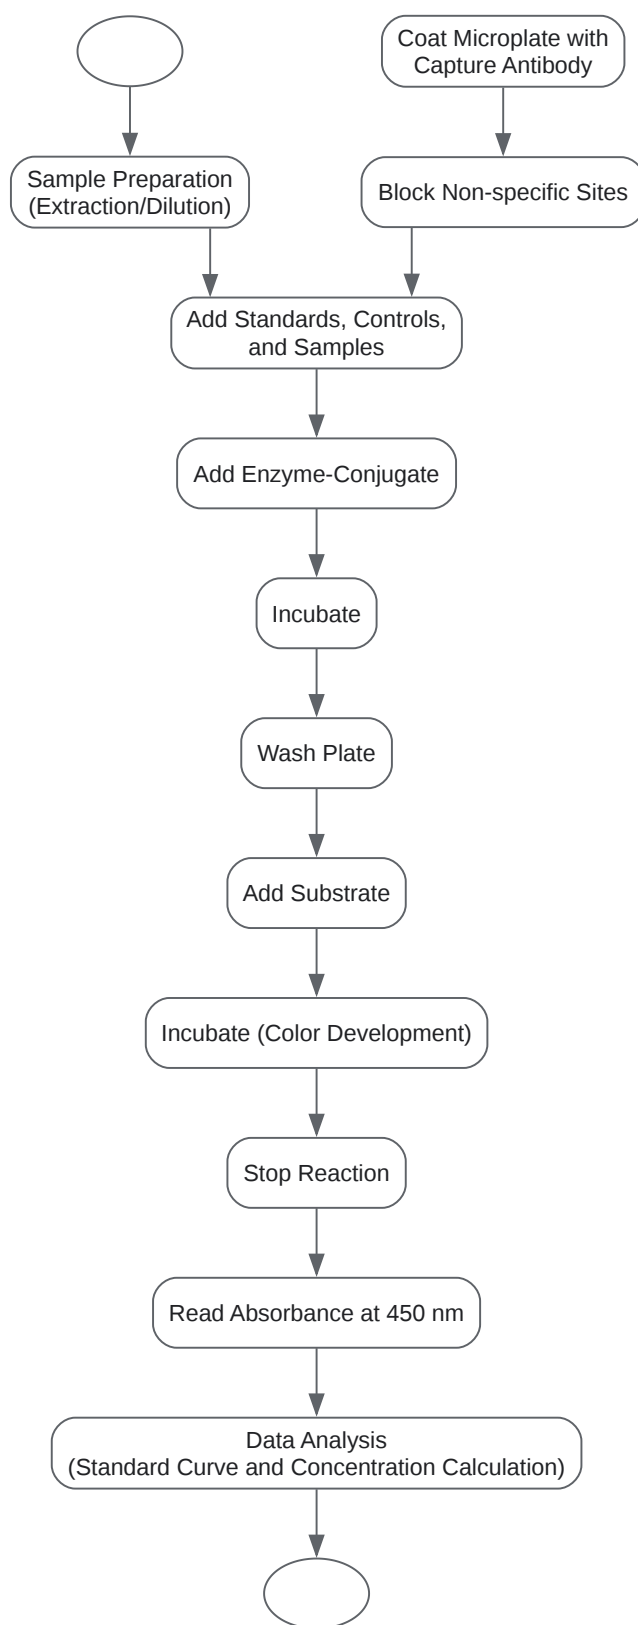 Coat Microplate with
Capture Antibody
Sample Preparation
(Extraction/Dilution)
Block Non-specific Sites
Add Standards, Controls,
and Samples
Add Enzyme-Conjugate
Incubate
Wash Plate
Add Substrate
Incubate (Color Development)
Stop Reaction
Read Absorbance at 450 nm
Data Analysis
(Standard Curve and Concentration Calculation)